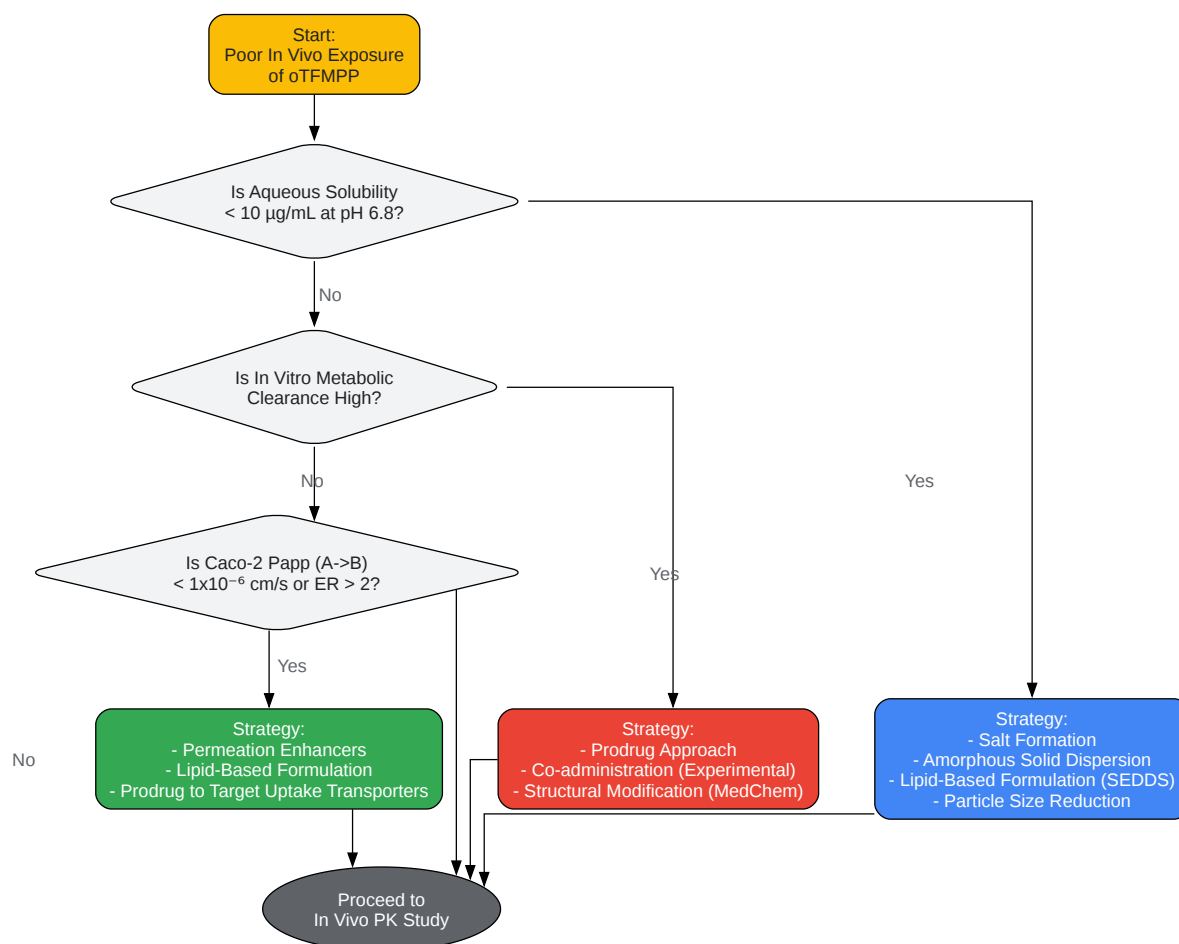 Start:
Poor In Vivo Exposure
of oTFMPP
Is Aqueous Solubility
< 10 µg/mL at pH 6.8?
No
Is In Vitro Metabolic
Clearance High?
No
Yes
Is Caco-2 Papp (A->B)
< 1x10⁻⁶ cm/s or ER > 2?
Yes
Yes
No
Strategy:
- Permeation Enhancers
- Lipid-Based Formulation
- Prodrug to Target Uptake Transporters
Strategy:
- Prodrug Approach
- Co-administration (Experimental)
- Structural Modification (MedChem)
Strategy:
- Salt Formation
- Amorphous Solid Dispersion
- Lipid-Based Formulation (SEDDS)
- Particle Size Reduction
Proceed to
In Vivo PK Study